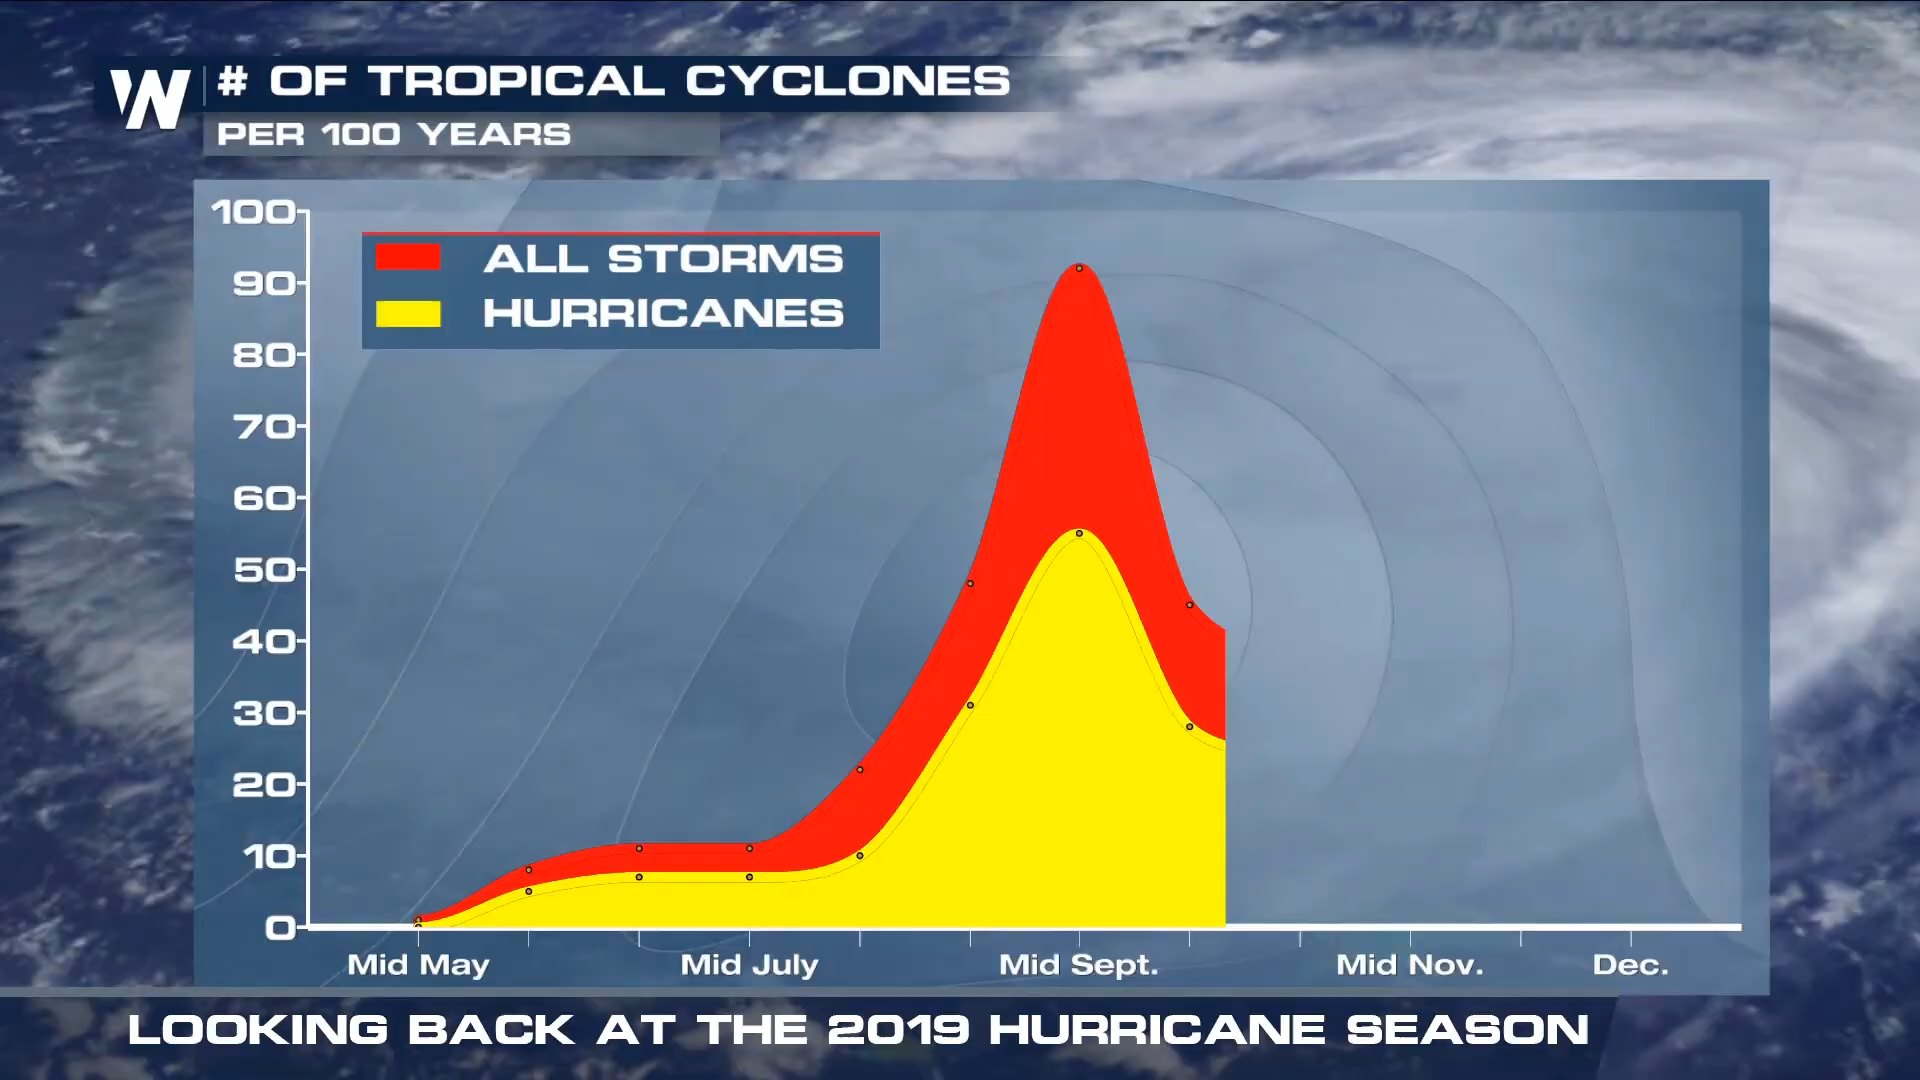 W
# OF TROPICAL CYCLONES
PER 100 YEARS
100
90
80
70
60
50
40
30
20
10
0
ALL STORMS
HURRICANES
Mid May Mid July Mid Sept. Mid Nov. Dec.
LOOKING BACK AT THE 2019 HURRICANE SEASON